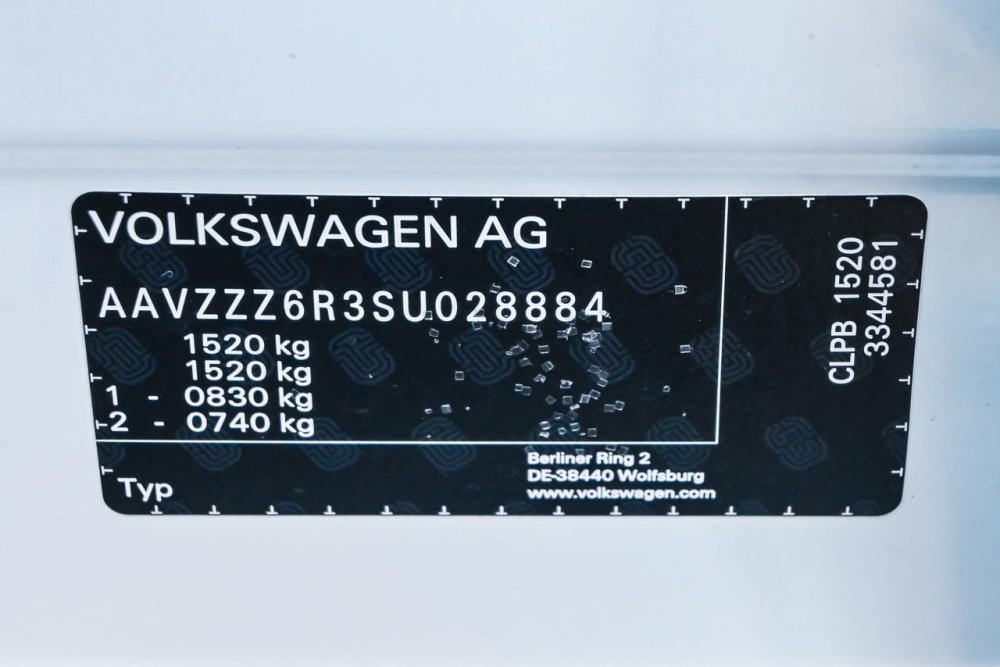 VOLKSWAGEN AG
AAVZZZ6R3SU028884
1520 kg
1520 kg
1 - 0830 kg
2 - 0740 kg
Typ
Berliner Ring 2
DE-38440 Wolfsburg
www.volkswagen.com
CLPB 1520
3344581